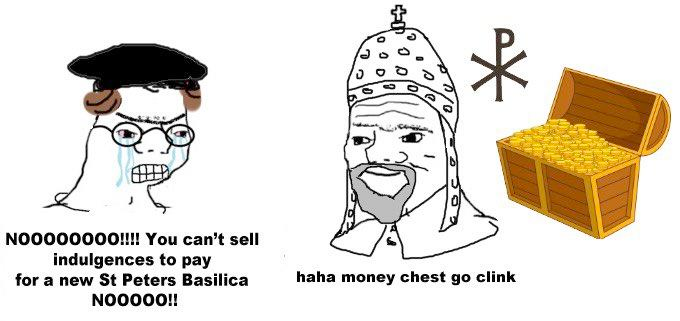 NOOOOOOOO!!!! You can't sell
indulgences to pay
for a new St Peters Basilica
NOOOOO!!
haha money chest go clink